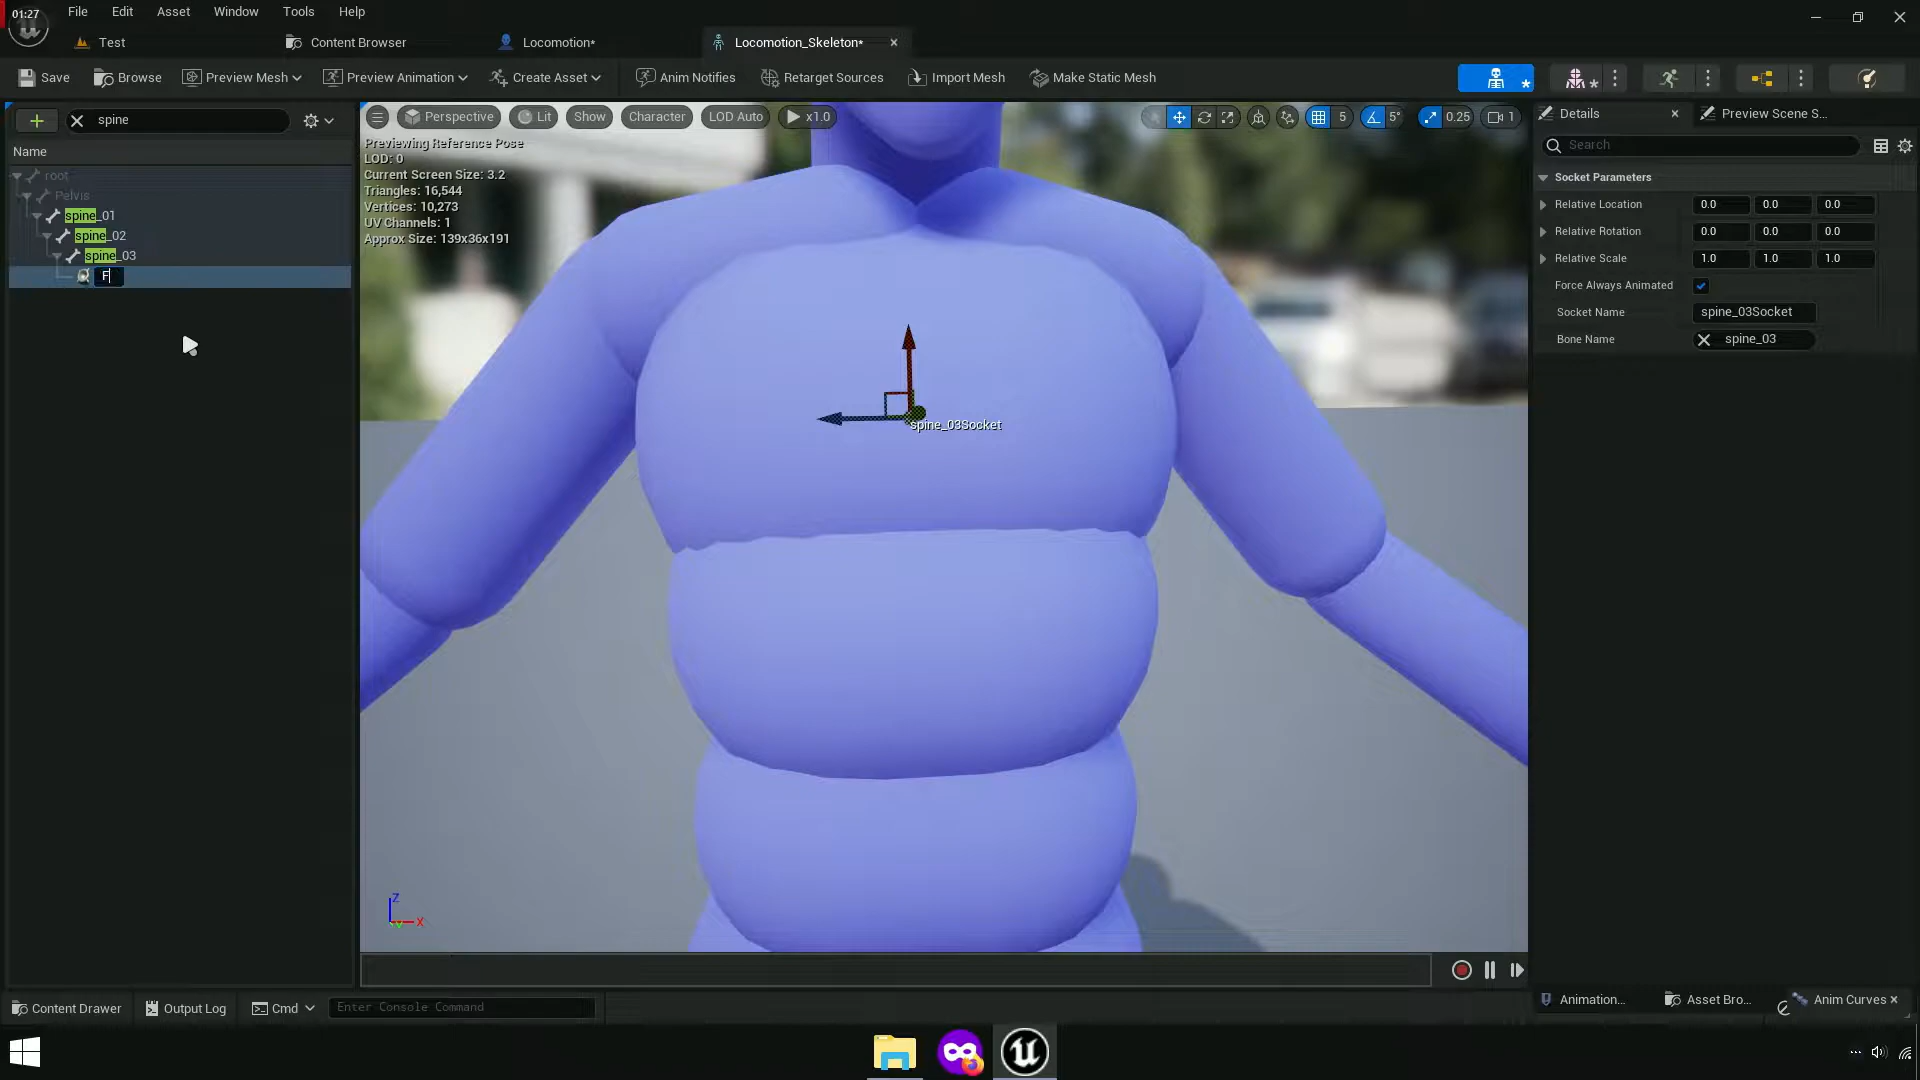 01:27
File Edit Asset Window Tools Help
Test Content Browser Locomotion* Locomotion_Skeleton*
Save Browse Preview Mesh Preview Animation Create Asset Anim Notifies Retarget Sources Import Mesh Make Static Mesh
spine
Name
root
Pelvis
spine_01
spine_02
spine_03
F
Perspective Lit Show Character LOD Auto x1.0 5 5° 0.25 1
Previewing Reference Pose
LOD: 0
Current Screen Size: 3.2
Triangles: 16,544
Vertices: 10,273
UV Channels: 1
Approx Size: 139x36x191
spine_03Socket
Z
X
Details Preview Scene S...
Search
Socket Parameters
Relative Location 0.0 0.0 0.0
Relative Rotation 0.0 0.0 0.0
Relative Scale 1.0 1.0 1.0
Force Always Animated
Socket Name spine_03Socket
Bone Name spine_03
Animation... Asset Bro... Anim Curves
Content Drawer Output Log Cmd Enter Console Command